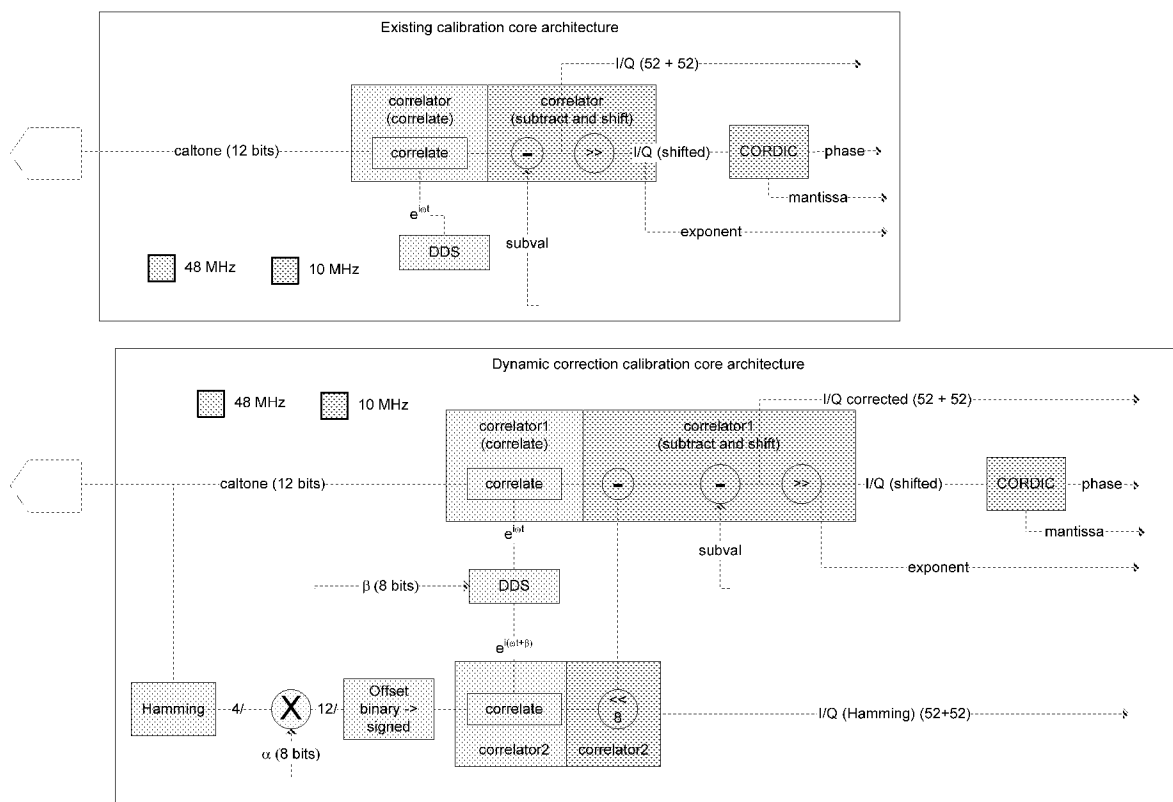 Existing calibration core architecture
I/Q (52 + 52)
correlator
(correlate)
correlator
(subtract and shift)
caltone (12 bits)
correlate
-
>>
I/Q (shifted)
CORDIC
phase
mantissa
e^iωt
exponent
subval
DDS
48 MHz
10 MHz
Dynamic correction calibration core architecture
48 MHz
10 MHz
I/Q corrected (52 + 52)
correlator1
(correlate)
correlator1
(subtract and shift)
caltone (12 bits)
correlate
-
-
>>
I/Q (shifted)
CORDIC
phase
mantissa
e^iωt
subval
exponent
β (8 bits)
DDS
e^i(ωt+β)
Hamming
4/
X
12/
Offset
binary ->
signed
correlate
<<
8
I/Q (Hamming) (52+52)
correlator2
correlator2
α (8 bits)